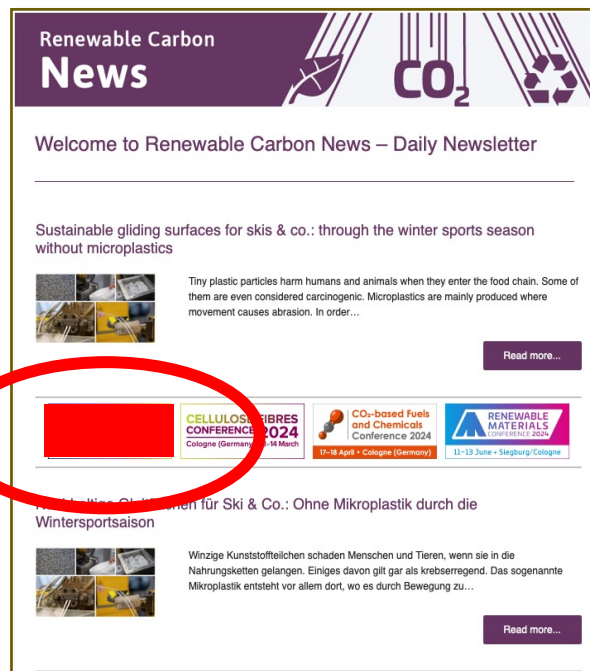 Renewable Carbon
News
CO2
Welcome to Renewable Carbon News – Daily Newsletter
Sustainable gliding surfaces for skis & co.: through the winter sports season
without microplastics
Tiny plastic particles harm humans and animals when they enter the food chain. Some of
them are even considered carcinogenic. Microplastics are mainly produced where
movement causes abrasion. In order…
Read more...
CELLULOSE FIBRES
CONFERENCE 2024
Cologne (Germany) -14 March
CO₂-based Fuels
and Chemicals
Conference 2024
17–18 April • Cologne (Germany)
RENEWABLE
MATERIALS
CONFERENCE 2024
11–13 June • Siegburg/Cologne
für Ski & Co.: Ohne Mikroplastik durch die
Wintersportsaison
Winzige Kunststoffteilchen schaden Menschen und Tieren, wenn sie in die
Nahrungsketten gelangen. Einiges davon gilt gar als krebserregend. Das sogenannte
Mikroplastik entsteht vor allem dort, wo es durch Bewegung zu…
Read more...